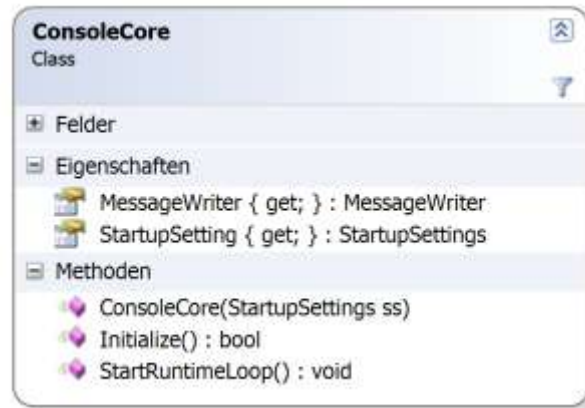 ConsoleCore
Class
Felder
Eigenschaften
MessageWriter { get; } : MessageWriter
StartupSetting { get; } : StartupSettings
Methoden
ConsoleCore(StartupSettings ss)
Initialize() : bool
StartRuntimeLoop() : void